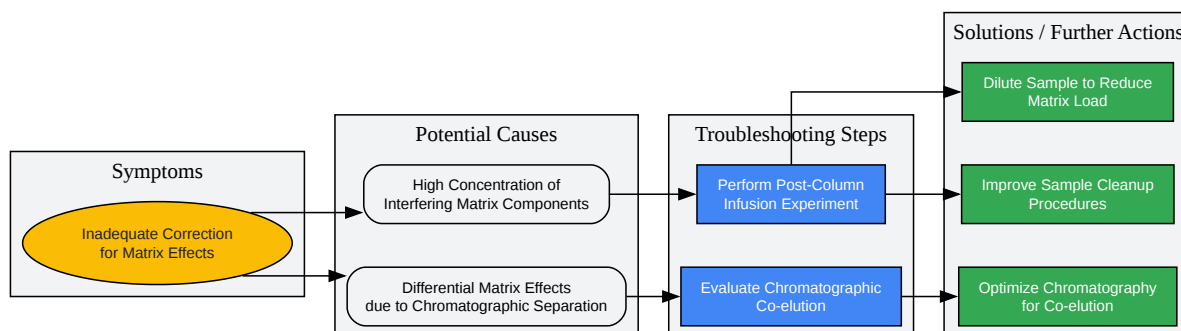 Symptoms
Inadequate Correction
for Matrix Effects
Potential Causes
High Concentration of
Interfering Matrix Components
Differential Matrix Effects
due to Chromatographic Separation
Troubleshooting Steps
Perform Post-Column
Infusion Experiment
Evaluate Chromatographic
Co-elution
Solutions / Further Actions
Dilute Sample to Reduce
Matrix Load
Improve Sample Cleanup
Procedures
Optimize Chromatography
for Co-elution